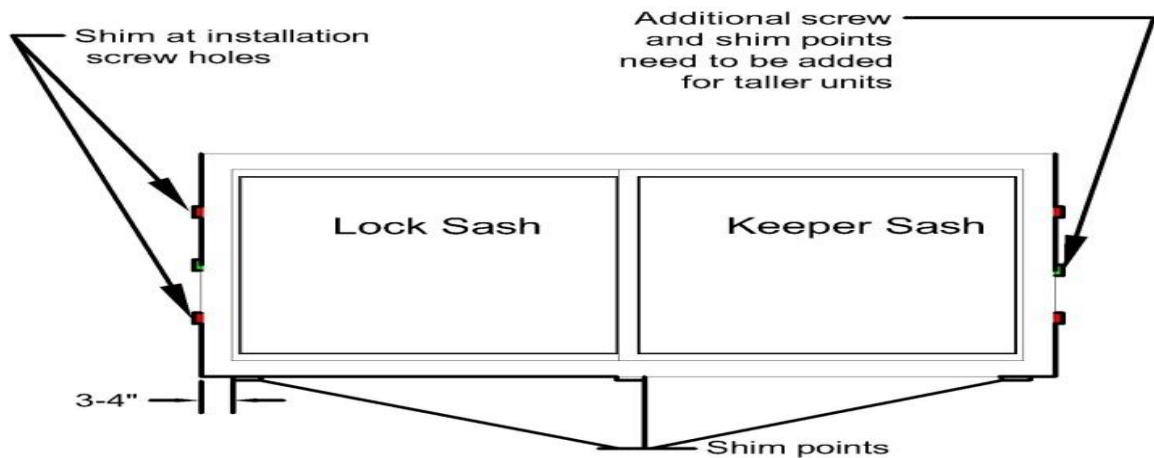 Shim at installation
screw holes
Additional screw
and shim points
need to be added
for taller units
Lock Sash
Keeper Sash
3-4"
Shim points